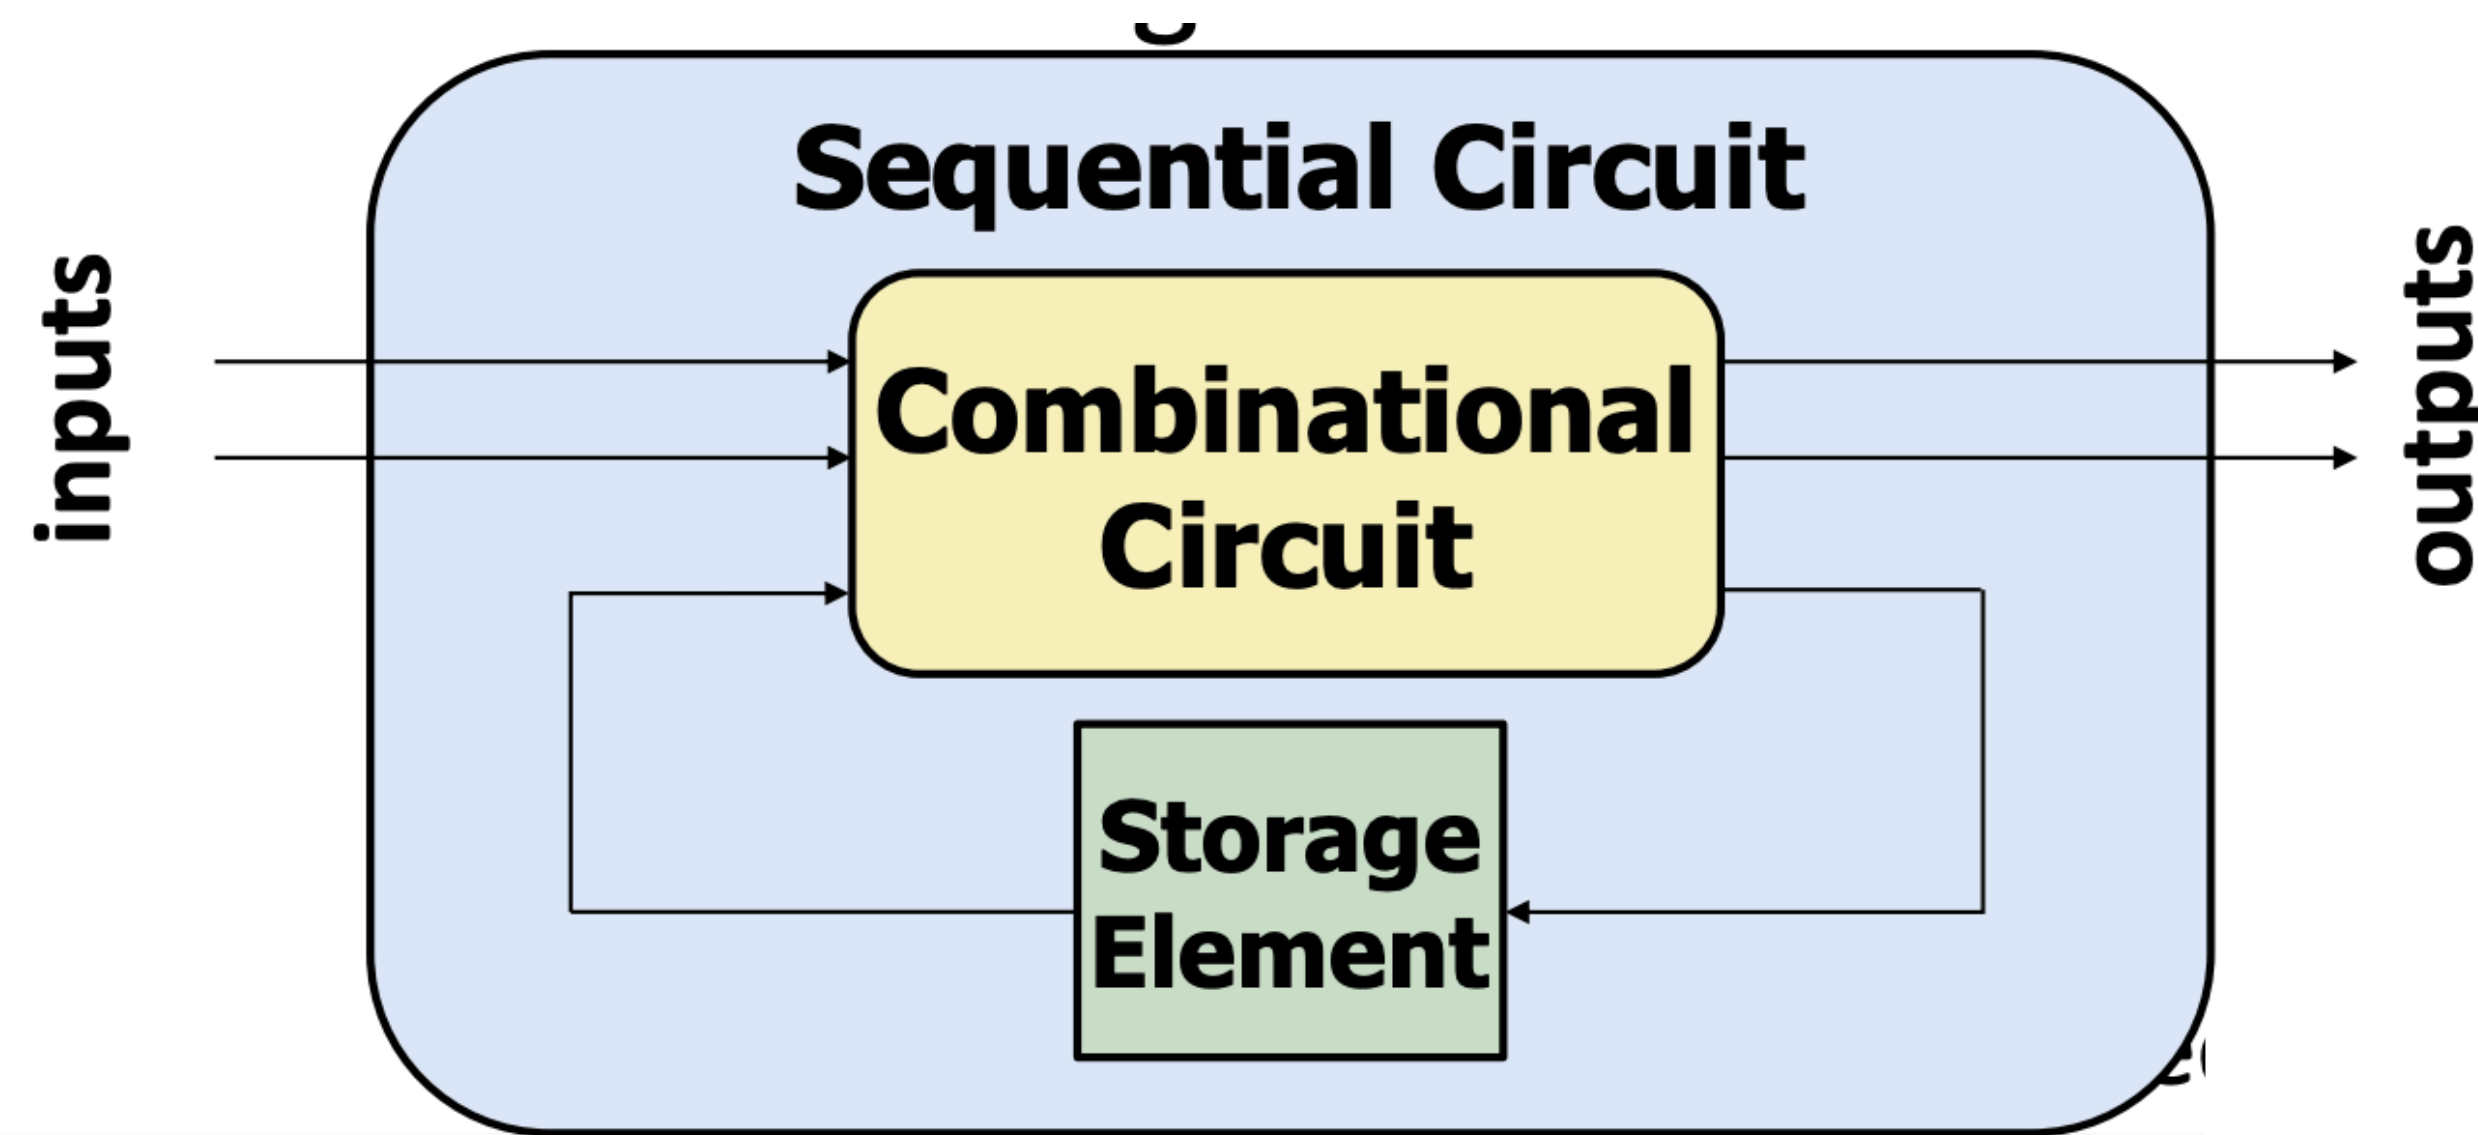 Sequential Circuit
inputs
Combinational
Circuit
outputs
Storage
Element